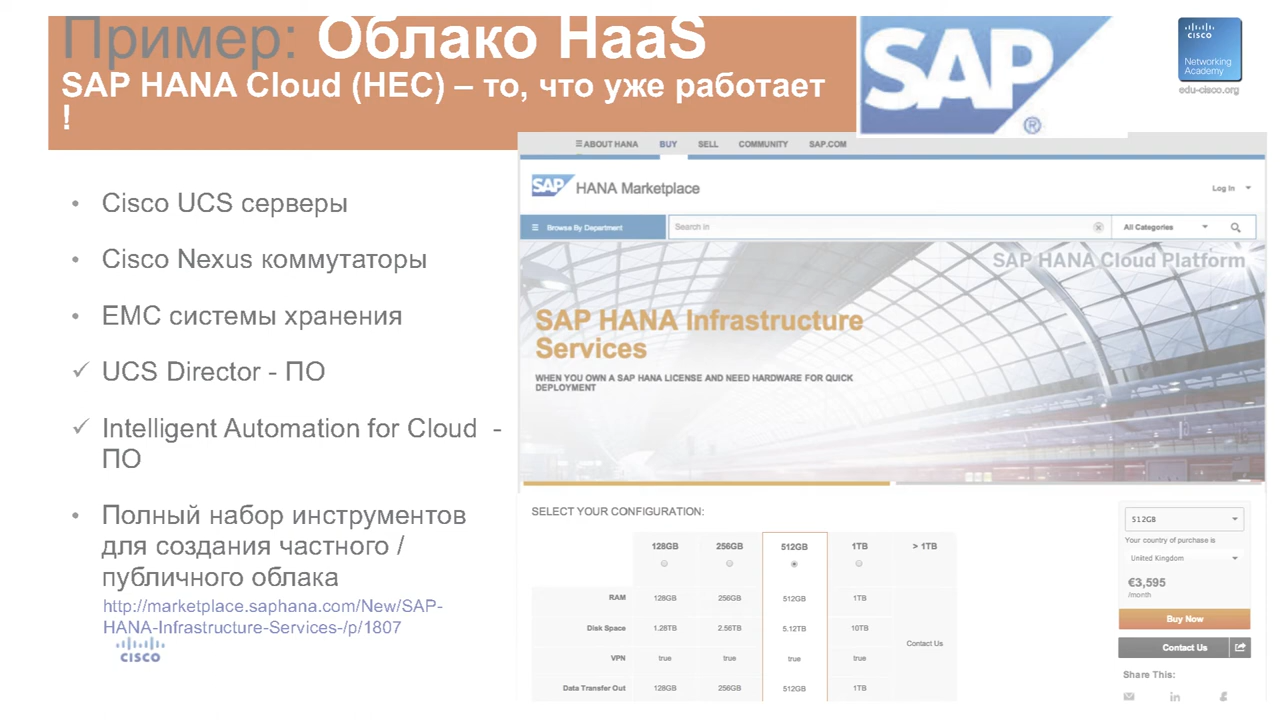 Пример: Облако HaaS
SAP HANA Cloud (HEC) – то, что уже работает
!
SAP
®
cisco
Networking
Academy
edu-cisco.org
• Cisco UCS серверы
• Cisco Nexus коммутаторы
• EMC системы хранения
✓ UCS Director - ПО
✓ Intelligent Automation for Cloud -
ПО
• Полный набор инструментов
для создания частного /
публичного облака
http://marketplace.saphana.com/New/SAP-
HANA-Infrastructure-Services-/p/1807
CISCO
ABOUT HANA BUY SELL COMMUNITY SAP.COM
SAP HANA Marketplace
Log In
Browse By Department
Search in
All Categories
SAP HANA Cloud Platform
SAP HANA Infrastructure
Services
WHEN YOU OWN A SAP HANA LICENSE AND NEED HARDWARE FOR QUICK
DEPLOYMENT
SELECT YOUR CONFIGURATION:
128GB 256GB 512GB 1TB > 1TB
RAM 128GB 256GB 512GB 1TB
Disk Space 1.28TB 2.56TB 5.12TB 10TB
Contact Us
VPN true true true true
Data Transfer Out 128GB 256GB 512GB 1TB
512GB
Your country of purchase is
United Kingdom
€3,595
/month
Buy Now
Contact Us
Share This: